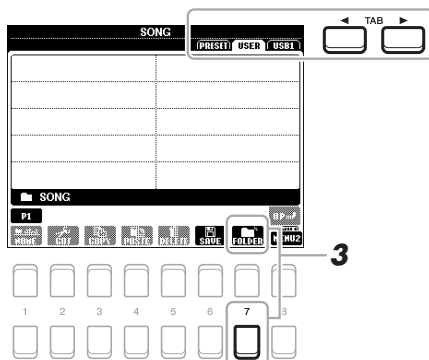 SONG
PRESET USER USB1
◄ TAB ►
SONG
P1
UP
NAME CUT COPY PASTE DELETE SAVE FOLDER MENU2
3
1 2 3 4 5 6 7 8